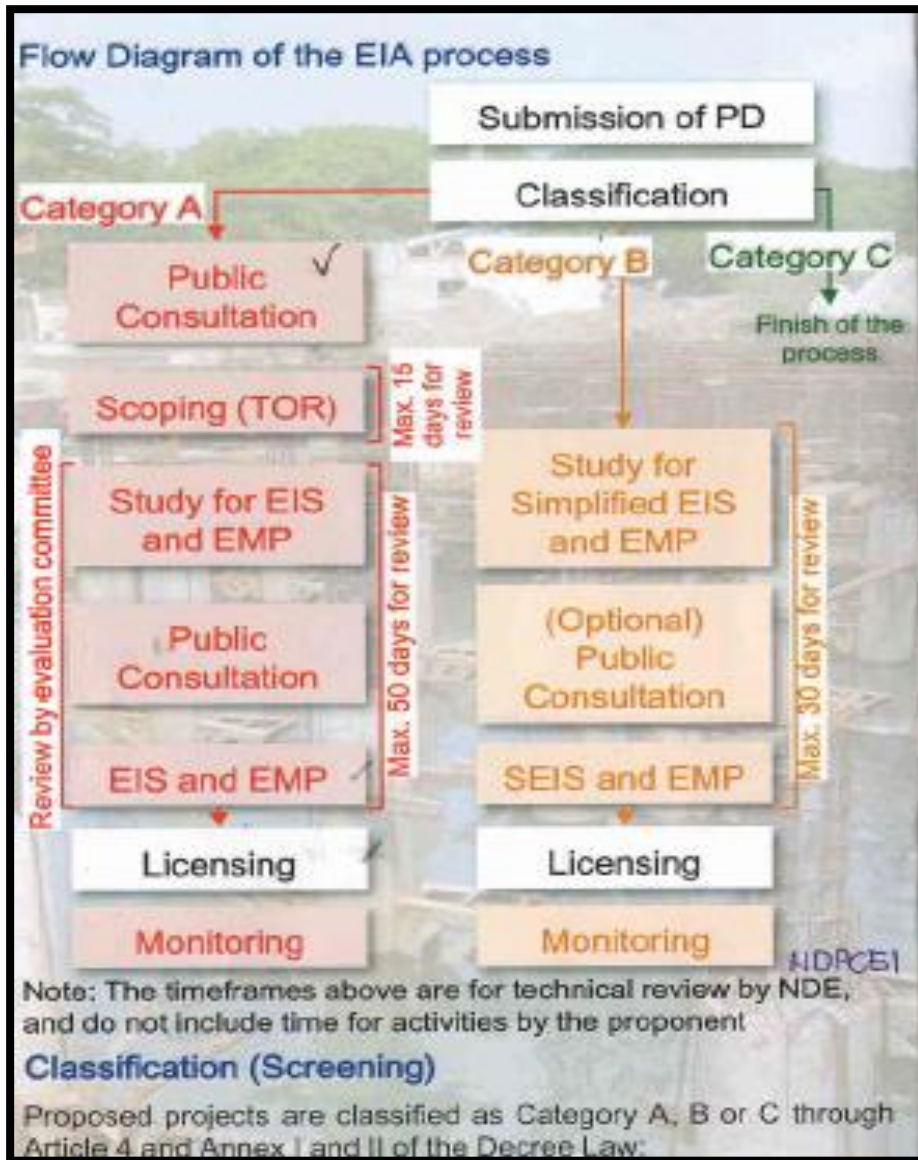 Flow Diagram of the EIA process
Submission of PD
Classification
Category A
Category B
Category C
Finish of the
process.
Public
Consultation
Scoping (TOR)
Max. 15
days for
review
Review by evaluation committee
Study for EIS
and EMP
Public
Consultation
EIS and EMP
Max. 50 days for review
Licensing
Monitoring
Study for
Simplified EIS
and EMP
(Optional)
Public
Consultation
SEIS and EMP
Max. 30 days for review
Licensing
Monitoring
Note: The timeframes above are for technical review by NDE,
and do not include time for activities by the proponent
Classification (Screening)
Proposed projects are classified as Category A, B or C through
Article 4 and Annex I and II of the Decree Law: